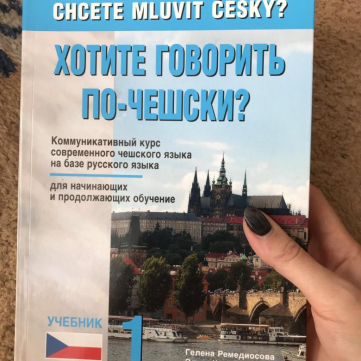 CHCETE MLUVIT ČESKY?
ХОТИТЕ ГОВОРИТЬ
ПО-ЧЕШСКИ?
Коммуникативный курс
современного чешского языка
на базе русского языка
для начинающих
и продолжающих обучение
УЧЕБНИК
1
Гелена Ремедиосова